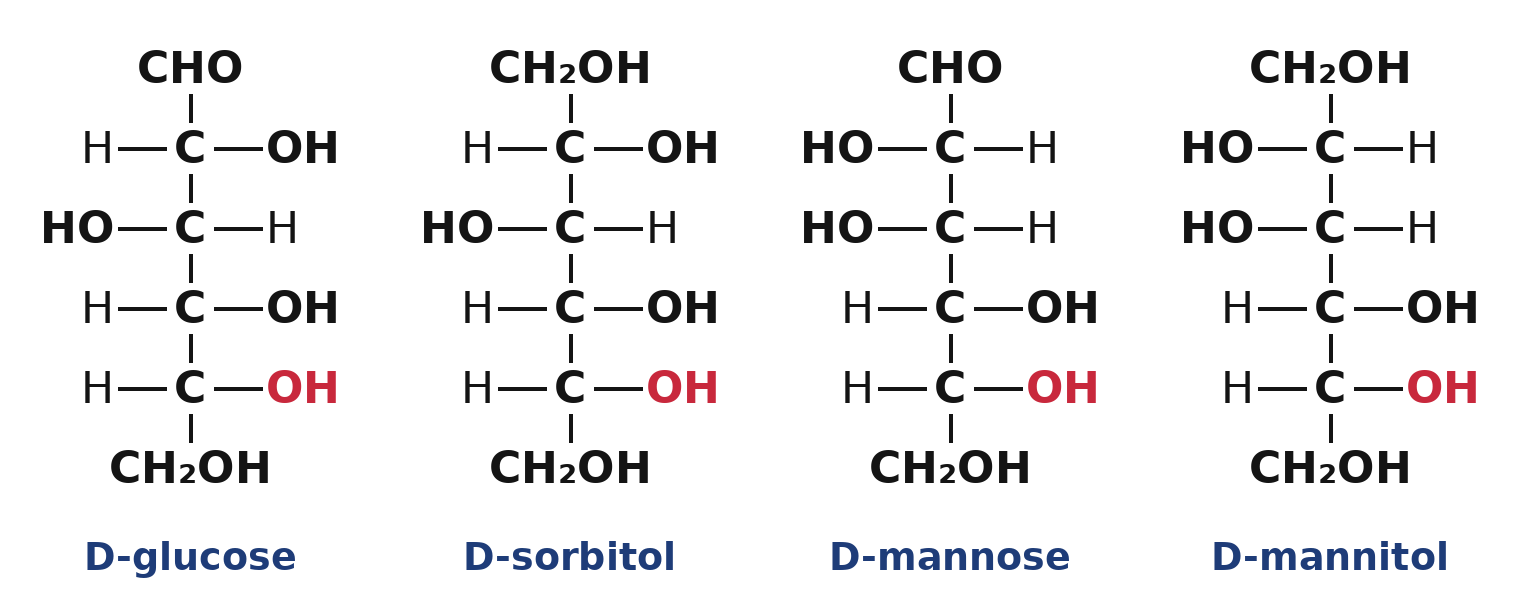 CHO CH₂OH CHO CH₂OH
H C OH H C OH HO C H HO C H
HO C H HO C H HO C H HO C H
H C OH H C OH H C OH H C OH
H C OH H C OH H C OH H C OH
CH₂OH CH₂OH CH₂OH CH₂OH
D-glucose D-sorbitol D-mannose D-mannitol